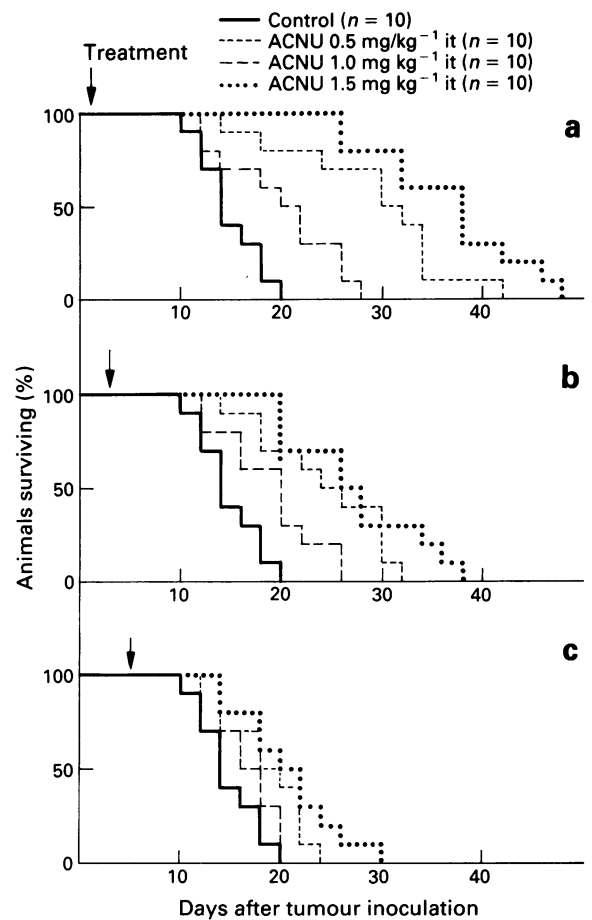 Control (n = 10)
ACNU 0.5 mg/kg⁻¹ it (n = 10)
ACNU 1.0 mg kg⁻¹ it (n = 10)
ACNU 1.5 mg kg⁻¹ it (n = 10)
Treatment
a
100
50
0
10 20 30 40
b
100
50
0
10 20 30 40
c
100
50
0
10 20 30 40
Animals surviving (%)
Days after tumour inoculation